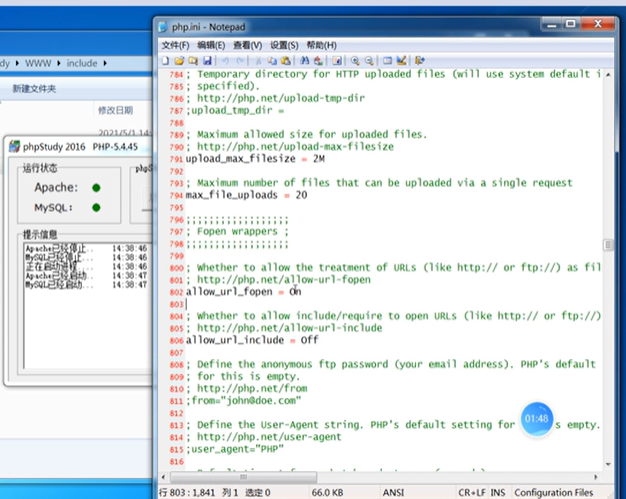 php.ini - Notepad
文件(F) 编辑(E) 查看(V) 设置(S) 帮助(H)
dy ▸ WWW ▸ include ▸
新建文件夹
修改日期
2021/5/1 14:
phpStudy 2016 PHP-5.4.45
运行状态
Apache:
MySQL:
提示信息
Apache已经停止.. 14:38:46
MySQL已经停止.. 14:38:46
正在启动进程.. 14:38:46
Apache已经启动.. 14:38:47
MySQL已经启动.. 14:38:47
784 ; Temporary directory for HTTP uploaded files (will use system default i
785 ; specified).
786 ; http://php.net/upload-tmp-dir
787 ;upload_tmp_dir =
788
789 ; Maximum allowed size for uploaded files.
790 ; http://php.net/upload-max-filesize
791 upload_max_filesize = 2M
792
793 ; Maximum number of files that can be uploaded via a single request
794 max_file_uploads = 20
795
796 ;;;;;;;;;;;;;;;;;;
797 ; Fopen wrappers ;
798 ;;;;;;;;;;;;;;;;;;
799
800 ; Whether to allow the treatment of URLs (like http:// or ftp://) as fil
801 ; http://php.net/allow-url-fopen
802 allow_url_fopen = On
803
804 ; Whether to allow include/require to open URLs (like http:// or ftp://)
805 ; http://php.net/allow-url-include
806 allow_url_include = Off
807
808 ; Define the anonymous ftp password (your email address). PHP's default
809 ; for this is empty.
810 ; http://php.net/from
811 ;from="john@doe.com"
812
813 ; Define the User-Agent string. PHP's default setting for s empty.
814 ; http://php.net/user-agent
815 ;user_agent="PHP"
816
01:48
行 803 : 1,841 列 1 选定 0 66.0 KB ANSI CR+LF INS Configuration Files